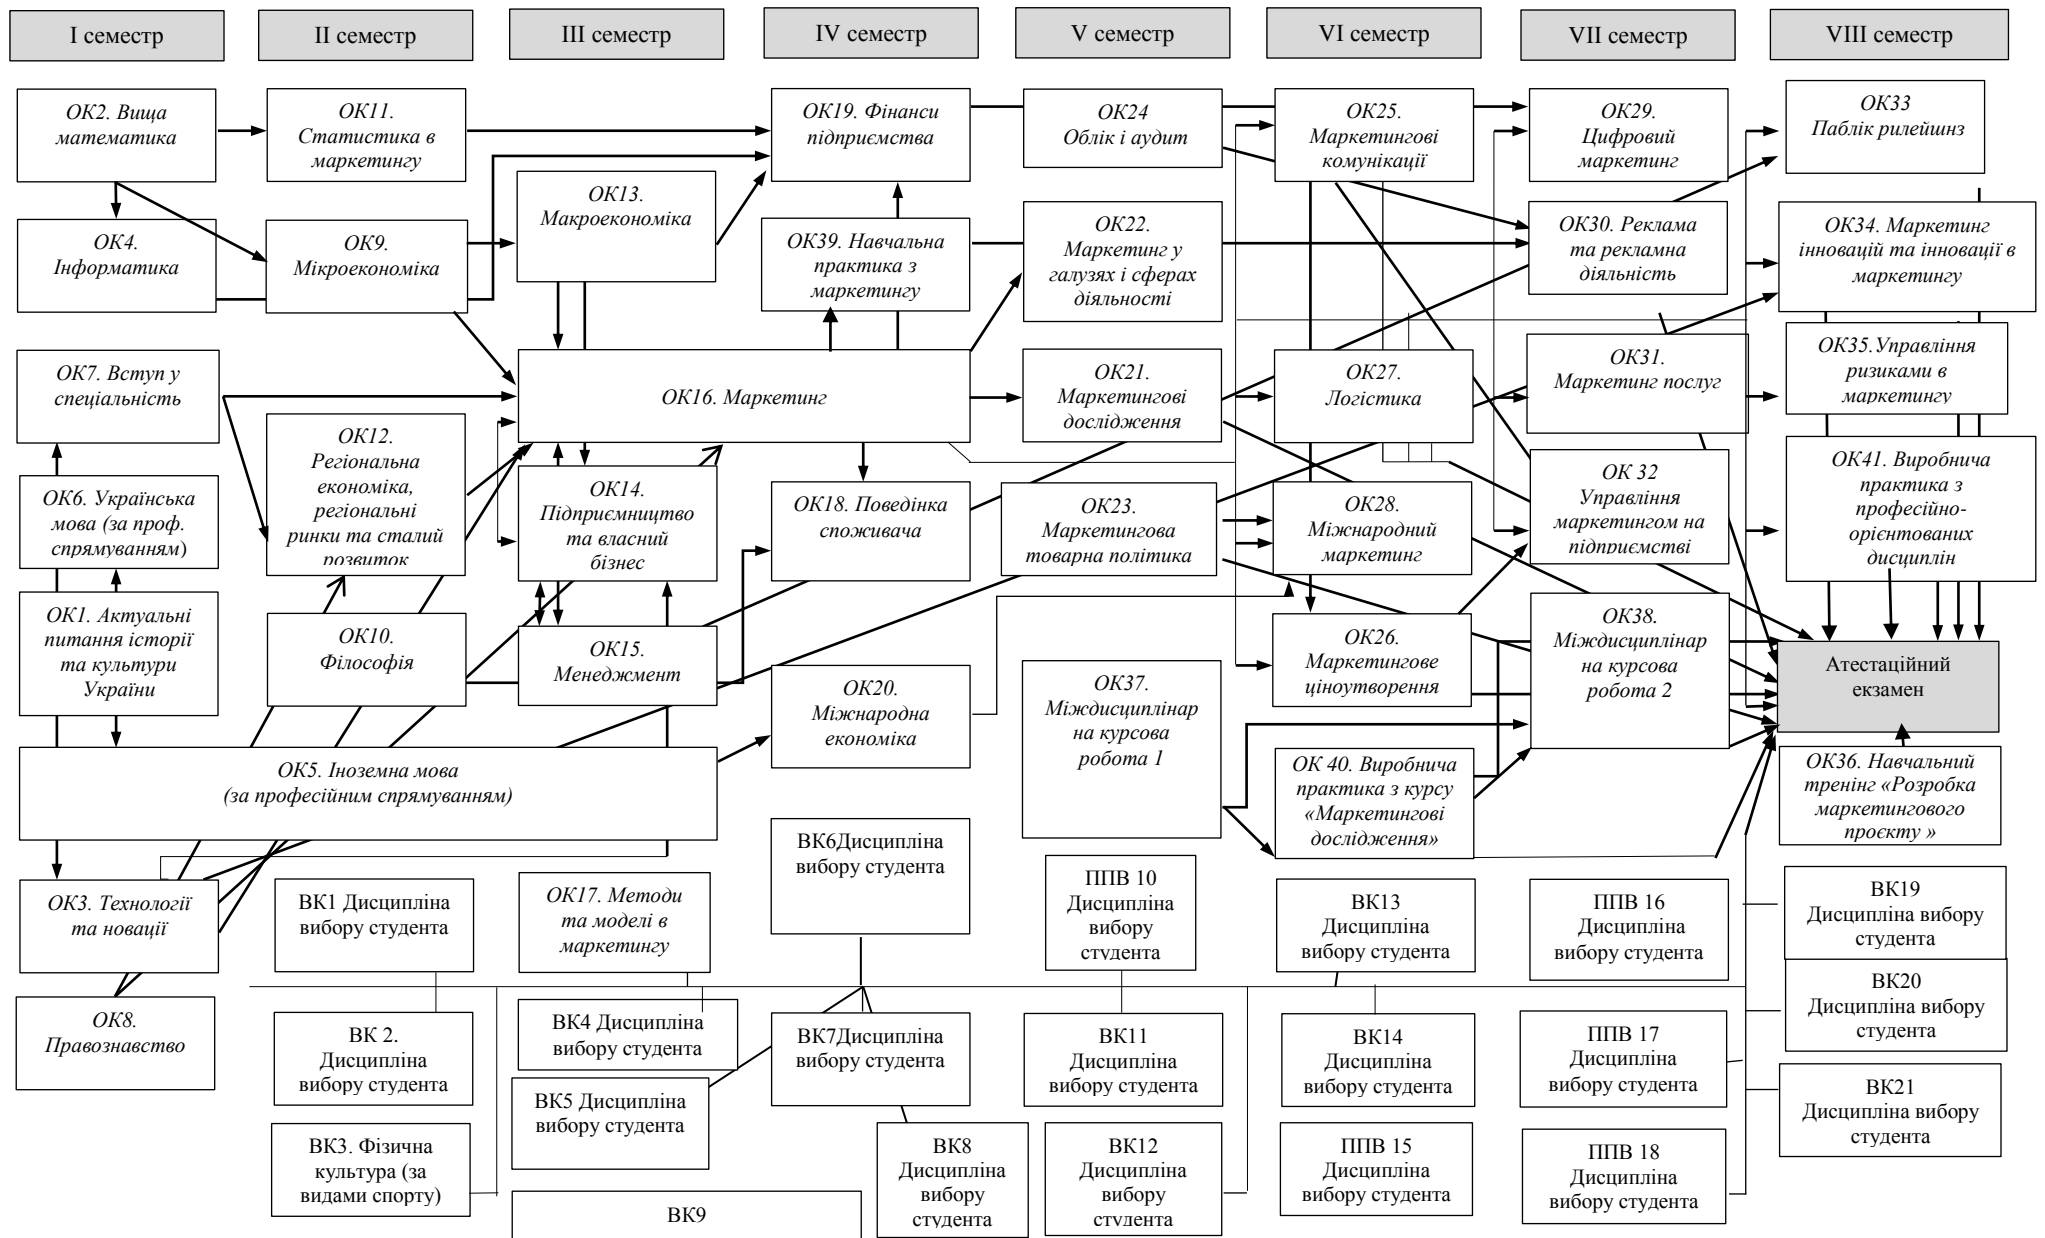 I семестр
II семестр
III семестр
IV семестр
V семестр
VI семестр
VII семестр
VIII семестр
ОК2. Вища
математика
ОК4.
Інформатика
ОК7. Вступ у
спеціальність
ОК6. Українська
мова (за проф.
спрямуванням)
ОК1. Актуальні
питання історії
та культури
України
ОК5. Іноземна мова
(за професійним спрямуванням)
ОК3. Технології
та новації
ОК8.
Правознавство
ОК11.
Статистика в
маркетингу
ОК9.
Мікроекономіка
ОК12.
Регіональна
економіка,
регіональні
ринки та сталий
розвиток
ОК10.
Філософія
ВК1 Дисципліна
вибору студента
ВК 2.
Дисципліна
вибору студента
ВК3. Фізична
культура (за
видами спорту)
ОК13.
Макроекономіка
ОК16. Маркетинг
ОК14.
Підприємництво
та власний
бізнес
ОК15.
Менеджмент
ОК17. Методи
та моделі в
маркетингу
ВК4 Дисципліна
вибору студента
ВК5 Дисципліна
вибору студента
ВК9
ОК19. Фінанси
підприємства
ОК39. Навчальна
практика з
маркетингу
ОК18. Поведінка
споживача
ОК20.
Міжнародна
економіка
ВК6Дисципліна
вибору студента
ВК7Дисципліна
вибору студента
ВК8
Дисципліна
вибору
студента
ОК24
Облік і аудит
ОК22.
Маркетинг у
галузях і сферах
діяльності
ОК21.
Маркетингові
дослідження
ОК23.
Маркетингова
товарна політика
ОК37.
Міждисциплінар
на курсова
робота 1
ППВ 10
Дисципліна
вибору
студента
ВК11
Дисципліна
вибору студента
ВК12
Дисципліна
вибору
студента
ОК25.
Маркетингові
комунікації
ОК27.
Логістика
ОК28.
Міжнародний
маркетинг
ОК26.
Маркетингове
ціноутворення
ОК 40. Виробнича
практика з курсу
«Маркетингові
дослідження»
ВК13
Дисципліна
вибору студента
ВК14
Дисципліна
вибору студента
ППВ 15
Дисципліна
вибору студента
ОК29.
Цифровий
маркетинг
ОК30. Реклама
та рекламна
діяльність
ОК31.
Маркетинг послуг
ОК 32
Управління
маркетингом на
підприємстві
ОК38.
Міждисциплінар
на курсова
робота 2
ППВ 16
Дисципліна
вибору студента
ППВ 17
Дисципліна
вибору студента
ППВ 18
Дисципліна
вибору студента
ОК33
Паблік рилейшнз
ОК34. Маркетинг
інновацій та інновації в
маркетингу
ОК35.Управління
ризиками в
маркетингу
ОК41. Виробнича
практика з
професійно-
орієнтованих
дисциплін
Атестаційний
екзамен
ОК36. Навчальний
тренінг «Розробка
маркетингового
проєкту »
ВК19
Дисципліна вибору
студента
ВК20
Дисципліна вибору
студента
ВК21
Дисципліна вибору
студента